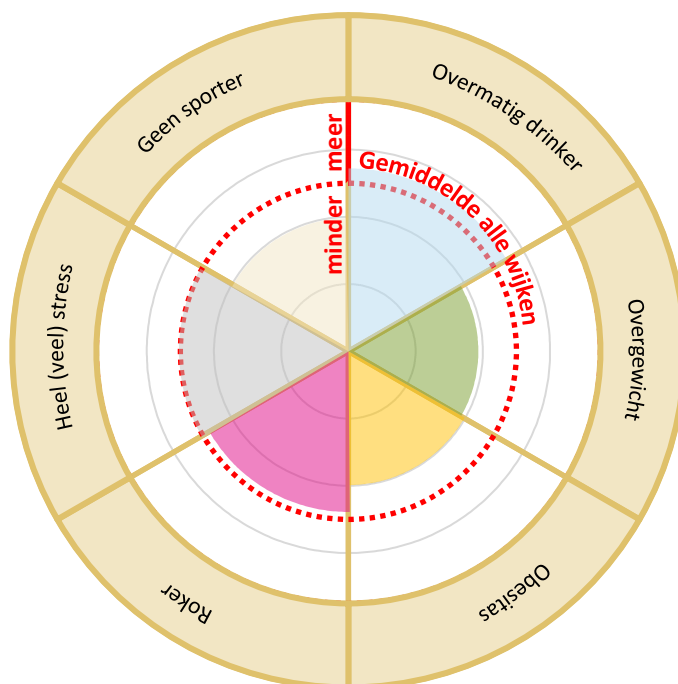 Geen sporter
Overmatig drinker
meer
Gemiddelde alle wijken
minder
Heel (veel) stress
Overgewicht
Roker
Obesitas